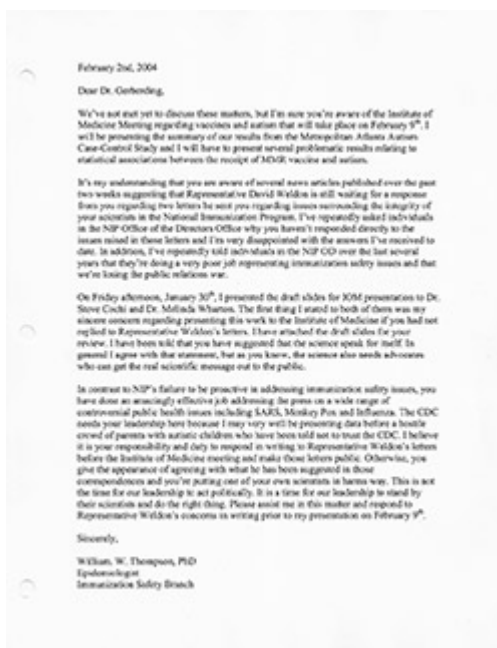 February 2nd, 2004
Dear Dr. Gerberding,
We've not met yet to discuss these matters, but I'm sure you're aware of the Institute of
Medicine Meeting regarding vaccines and autism that will take place on February 9th. I
will be presenting the summary of our results from the Metropolitan Atlanta Autism
Case-Control Study and I will have to present several problematic results relating to
statistical associations between the receipt of MMR vaccine and autism.
It's my understanding that you are aware of several news articles published over the past
two weeks suggesting that Representative David Weldon is still waiting for a response
from you regarding two letters he sent you regarding issues surrounding the integrity of
your scientists in the National Immunization Program. I've repeatedly asked individuals
in the NIP Office of the Directors Office why you haven't responded directly to the
issues raised in those letters and I'm very disappointed with the answers I've received to
date. In addition, I've repeatedly told individuals in the NIP OD over the last several
years that they're doing a very poor job representing immunization safety issues and that
we're losing the public relations war.
On Friday afternoon, January 30th, I presented the draft slides for IOM presentation to Dr.
Steve Cochi and Dr. Melinda Wharton. The first thing I stated to both of them was my
sincere concern regarding presenting this work to the Institute of Medicine if you had not
replied to Representative Weldon's letters. I have attached the draft slides for your
review. I have been told that you have suggested that the science speak for itself. In
general I agree with that statement, but as you know, the science also needs advocates
who can get the real scientific message out to the public.
In contrast to NIP's failure to be proactive in addressing immunization safety issues, you
have done an amazingly effective job addressing the press on a wide range of
controversial public health issues including SARS, Monkey Pox and Influenza. The CDC
needs your leadership here because I may very well be presenting data before a hostile
crowd of parents with autistic children who have been told not to trust the CDC. I believe
it is your responsibility and duty to respond in writing to Representative Weldon's letters
before the Institute of Medicine meeting and make those letters public. Otherwise, you
give the appearance of agreeing with what he has been suggested in those
correspondences and you're putting one of your own scientists in harms way. This is not
the time for our leadership to act politically. It is a time for our leadership to stand by
their scientists and do the right thing. Please assist me in this matter and respond to
Representative Weldon's concerns in writing prior to my presentation on February 9th.
Sincerely,
William. W. Thompson, PhD
Epidemiologist
Immunization Safety Branch